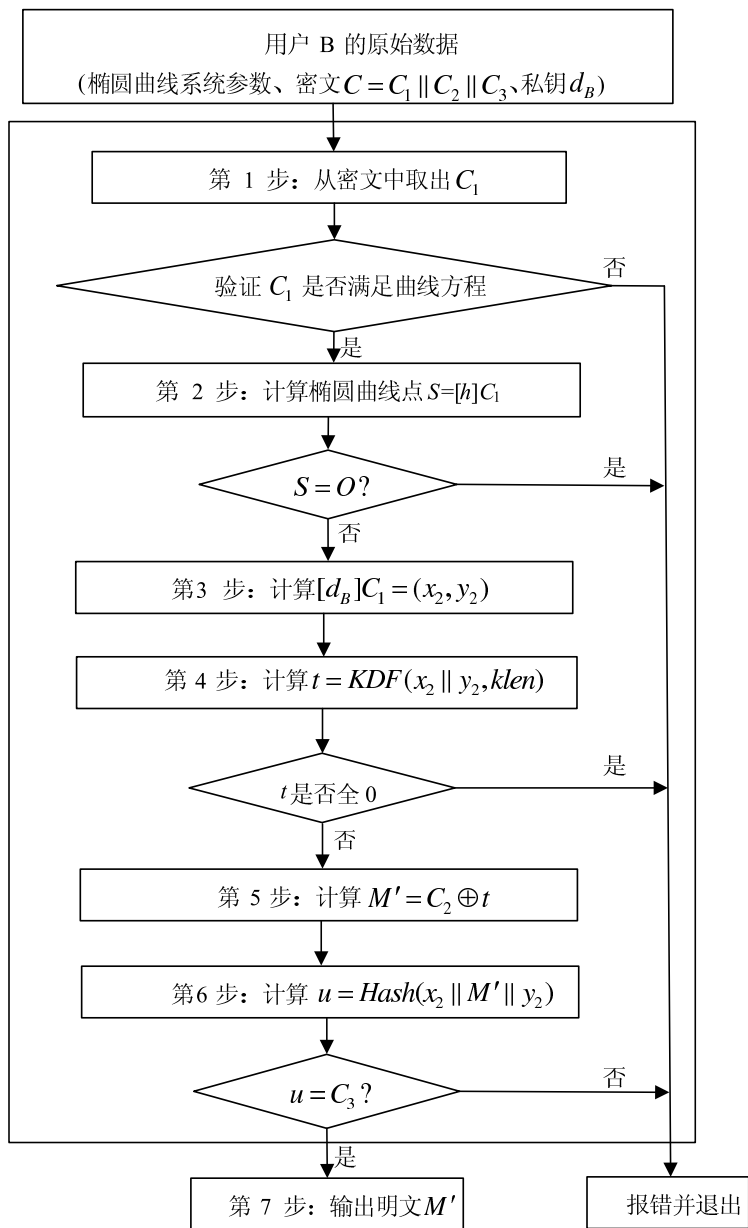 用户 B 的原始数据
(椭圆曲线系统参数、密文C = C₁ || C₂ || C₃、私钥d_B)
第 1 步：从密文中取出C₁
验证 C₁ 是否满足曲线方程
否
是
第 2 步：计算椭圆曲线点 S=[h]C₁
S = O?
是
否
第3 步：计算[d_B]C₁ = (x₂, y₂)
第 4 步：计算t = KDF(x₂ || y₂, klen)
t是否全 0
是
否
第 5 步：计算 M′ = C₂ ⊕ t
第6 步：计算 u = Hash(x₂ || M′ || y₂)
u = C₃ ?
否
是
第 7 步：输出明文M′
报错并退出